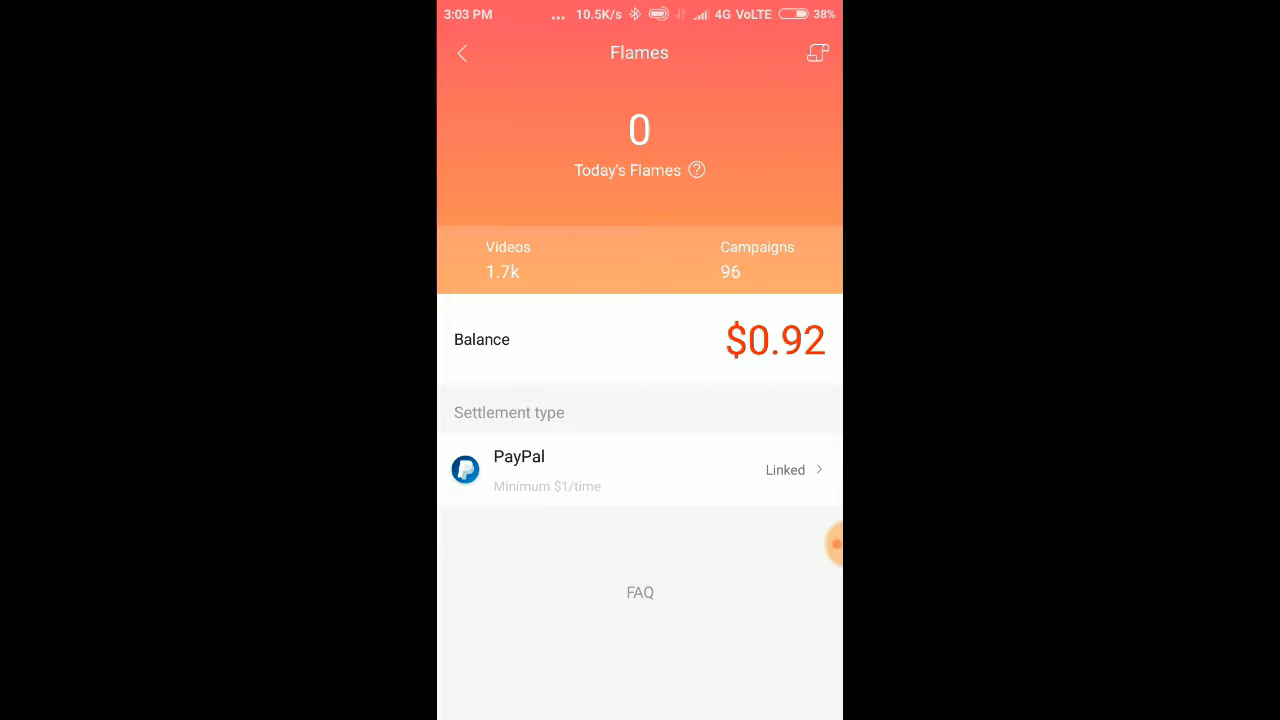 3:03 PM ... 10.5K/s 4G VoLTE 38%
Flames
0
Today's Flames ?
Videos Campaigns
1.7k 96
Balance $0.92
Settlement type
PayPal
Linked
Minimum $1/time
FAQ